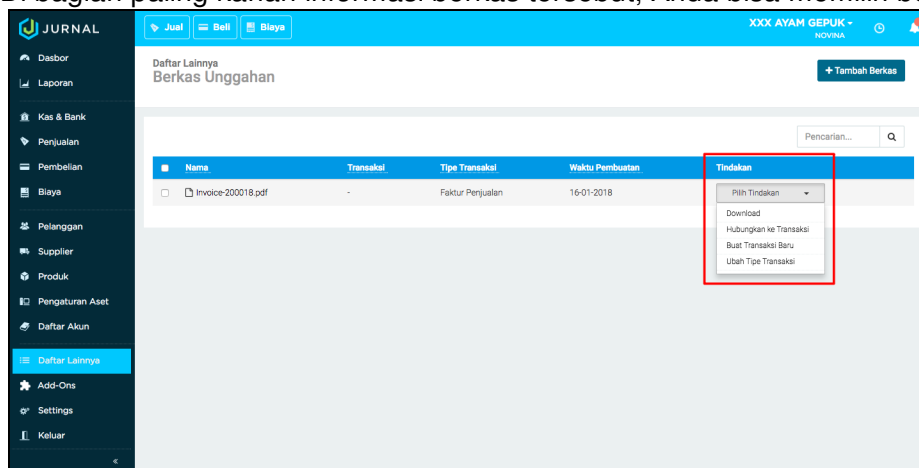 Di bagian paling kanan informasi berkas tersebut, Anda bisa memilih be
JURNAL
Jual Beli Biaya
XXX AYAM GEPUK
NOVINA
Dasbor
Laporan
Kas & Bank
Penjualan
Pembelian
Biaya
Pelanggan
Supplier
Produk
Pengaturan Aset
Daftar Akun
Daftar Lainnya
Add-Ons
Settings
Keluar
«
Daftar Lainnya
Berkas Unggahan
+ Tambah Berkas
Pencarian...
Nama Transaksi Tipe Transaksi Waktu Pembuatan Tindakan
Invoice-200018.pdf - Faktur Penjualan 16-01-2018 Pilih Tindakan
Download
Hubungkan ke Transaksi
Buat Transaksi Baru
Ubah Tipe Transaksi